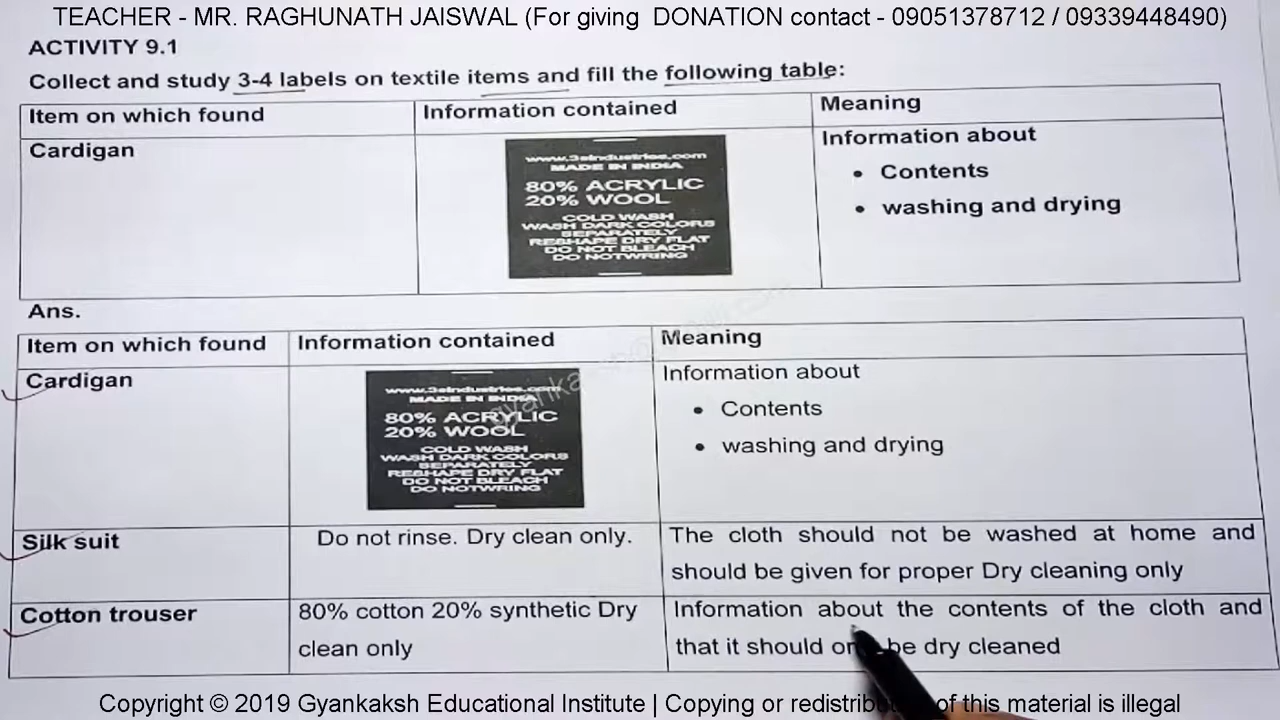 TEACHER - MR. RAGHUNATH JAISWAL (For giving DONATION contact - 09051378712 / 09339448490)
ACTIVITY 9.1
Collect and study 3-4 labels on textile items and fill the following table:
Item on which found
Information contained
Meaning
Cardigan
www.3eindustries.com
MADE IN INDIA
80% ACRYLIC
20% WOOL
COLD WASH
WASH DARK COLORS
SEPARATELY
RESHAPE DRY FLAT
DO NOT BLEACH
DO NOTWRING
Information about
• Contents
• washing and drying
Ans.
Item on which found
Information contained
Meaning
Cardigan
www.3eindustries.com
MADE IN INDIA
80% ACRYLIC
20% WOOL
COLD WASH
WASH DARK COLORS
SEPARATELY
RESHAPE DRY FLAT
DO NOT BLEACH
DO NOTWRING
Information about
• Contents
• washing and drying
Silk suit
Do not rinse. Dry clean only.
The cloth should not be washed at home and
should be given for proper Dry cleaning only
Cotton trouser
80% cotton 20% synthetic Dry
clean only
Information about the contents of the cloth and
that it should be dry cleaned
Copyright © 2019 Gyankaksh Educational Institute | Copying or of this material is illegal